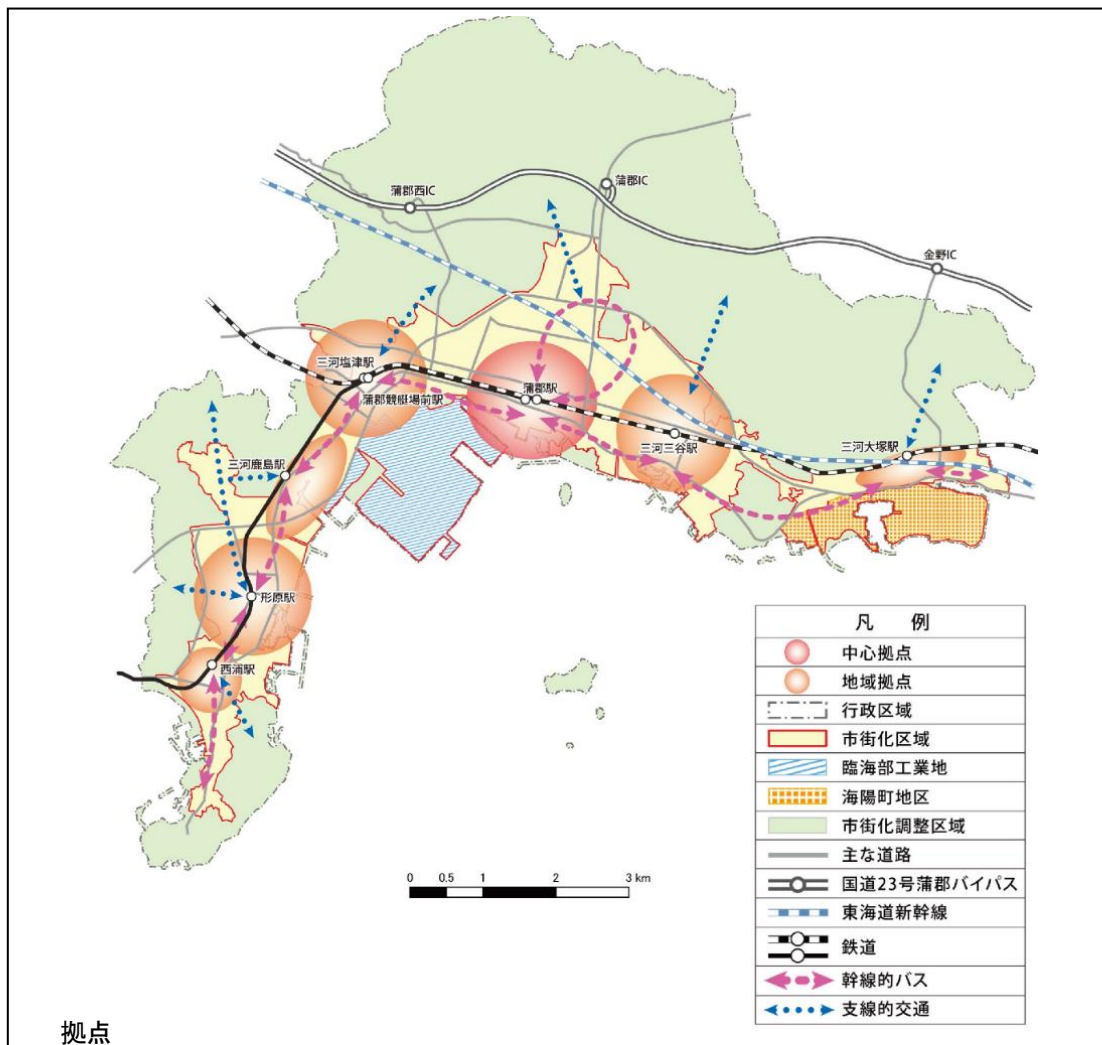 蒲郡西IC
蒲郡IC
金野IC
三河塩津駅
蒲郡駅
蒲郡競艇場前駅
三河三谷駅
三河大塚駅
三河鹿島駅
形原駅
西浦駅
凡 例
中心拠点
地域拠点
行政区域
市街化区域
臨海部工業地
海陽町地区
市街化調整区域
主な道路
国道23号蒲郡バイパス
東海道新幹線
鉄道
幹線的バス
支線的交通
0 0.5 1 2 3 km
拠点